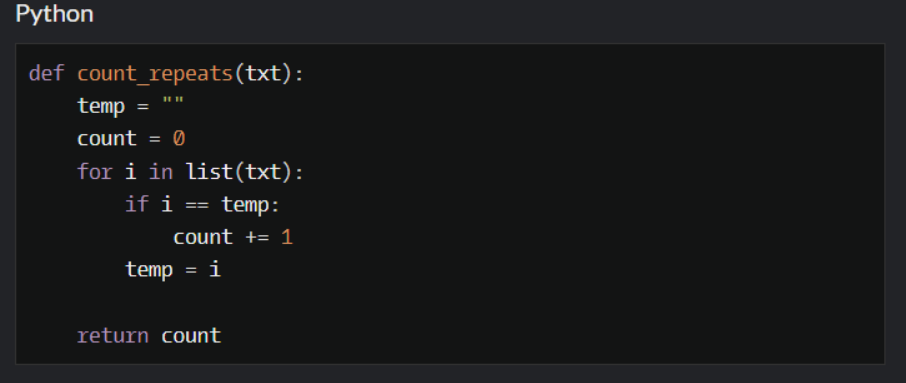 Python
def count_repeats(txt):
    temp = ""
    count = 0
    for i in list(txt):
        if i == temp:
            count += 1
        temp = i
    return count